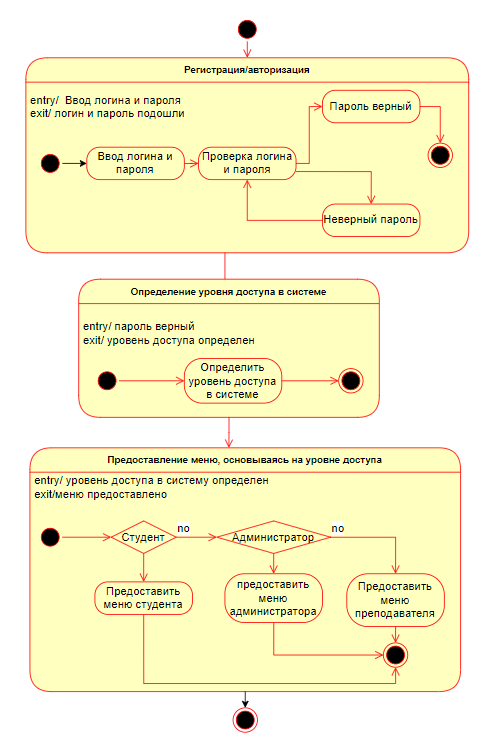 Регистрация/авторизация
entry/ Ввод логина и пароля
exit/ логин и пароль подошли
Пароль верный
Ввод логина и
пароля
Проверка логина
и пароля
Неверный пароль
Определение уровня доступа в системе
entry/ пароль верный
exit/ уровень доступа определен
Определить
уровень доступа
в системе
Предоставление меню, основываясь на уровне доступа
entry/ уровень доступа в систему определен
exit/меню предоставлено
Студент
no
Администратор
no
Предоставить
меню студента
предоставить
меню
администратора
Предоставить
меню
преподавателя